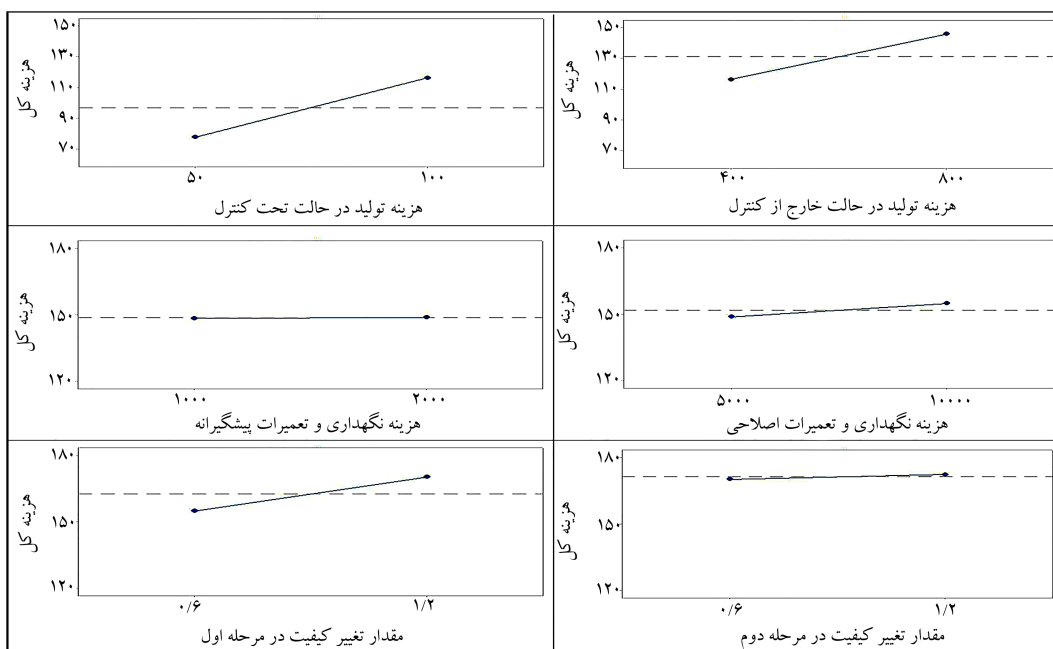 هزینه کل
۱۵۰
۱۳۰
۱۱۰
۹۰
۷۰
۵۰ ۱۰۰
هزینه تولید در حالت تحت کنترل
هزینه کل
۱۵۰
۱۳۰
۱۱۰
۹۰
۷۰
۴۰۰ ۸۰۰
هزینه تولید در حالت خارج از کنترل
هزینه کل
۱۸۰
۱۵۰
۱۲۰
۱۰۰۰ ۲۰۰۰
هزینه نگهداری و تعمیرات پیشگیرانه
هزینه کل
۱۸۰
۱۵۰
۱۲۰
۵۰۰۰ ۱۰۰۰۰
هزینه نگهداری و تعمیرات اصلاحی
هزینه کل
۱۸۰
۱۵۰
۱۲۰
۰/۶ ۱/۲
مقدار تغییر کیفیت در مرحله اول
هزینه کل
۱۸۰
۱۵۰
۱۲۰
۰/۶ ۱/۲
مقدار تغییر کیفیت در مرحله دوم